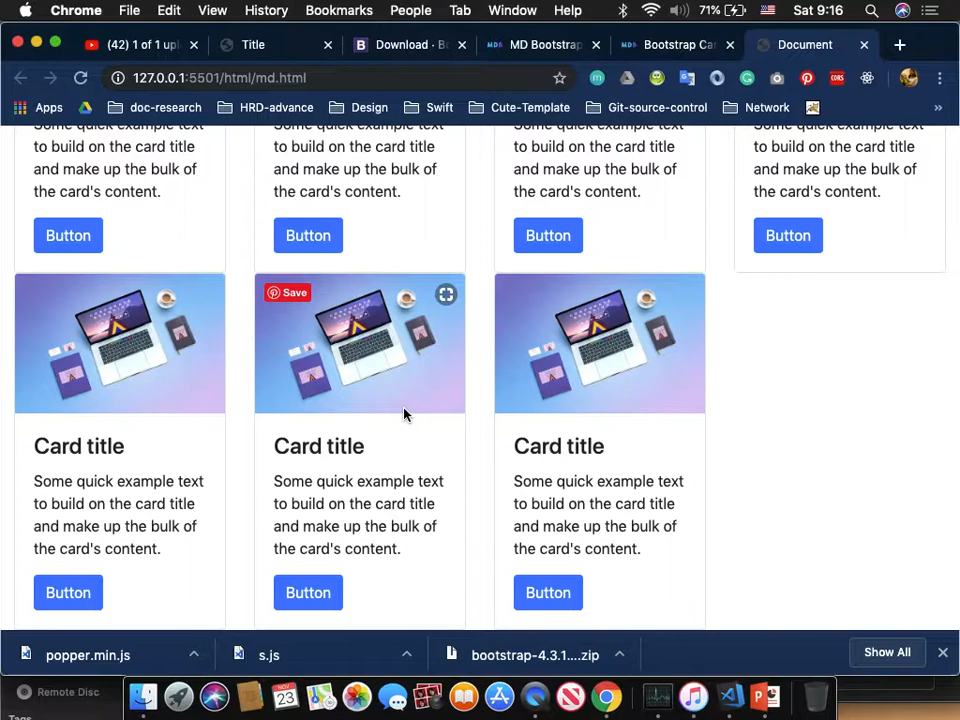 Chrome File Edit View History Bookmarks People Tab Window Help 71% Sat 9:16
(42) 1 of 1 upl Title Download · Bo MD Bootstrap Bootstrap Car Document
127.0.0.1:5501/html/md.html
Apps doc-research HRD-advance Design Swift Cute-Template Git-source-control Network »
Some quick example text Some quick example text Some quick example text Some quick example text
to build on the card title to build on the card title to build on the card title to build on the card title
and make up the bulk of and make up the bulk of and make up the bulk of and make up the bulk of
the card's content. the card's content. the card's content. the card's content.
Button Button Button Button
Save
Card title Card title Card title
Some quick example text Some quick example text Some quick example text
to build on the card title to build on the card title to build on the card title
and make up the bulk of and make up the bulk of and make up the bulk of
the card's content. the card's content. the card's content.
Button Button Button
popper.min.js s.js bootstrap-4.3.1....zip Show All
Remote Disc
Tags
NOV
23